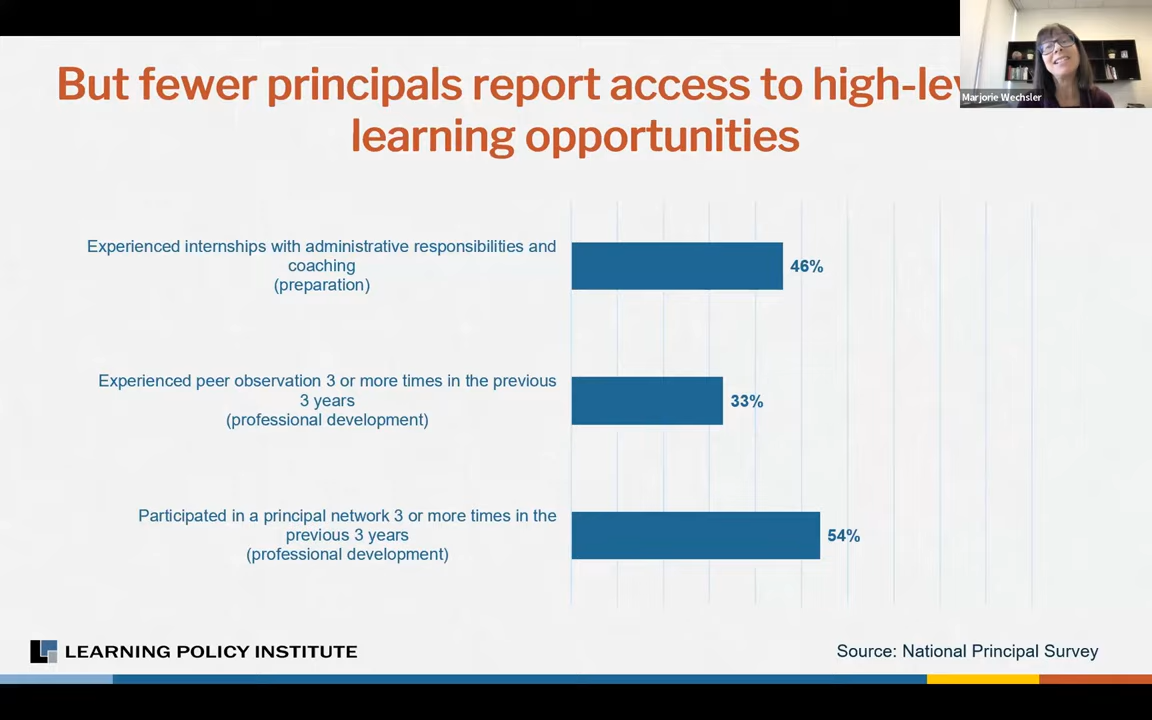 But fewer principals report access to
learning opportunities
Marjorie Wechsler
Experienced internships with administrative responsibilities and
coaching
(preparation)
46%
Experienced peer observation 3 or more times in the previous
3 years
(professional development)
33%
Participated in a principal network 3 or more times in the
previous 3 years
(professional development)
54%
LEARNING POLICY INSTITUTE
Source: National Principal Survey